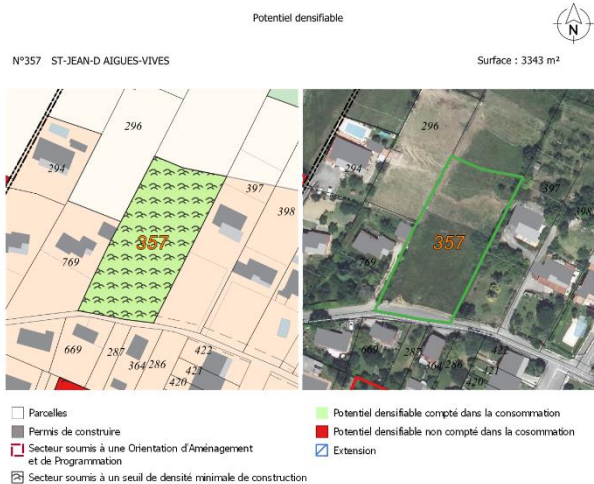 Potentiel densifiable
N
N°357 ST-JEAN-D AIGUES-VIVES
Surface : 3343 m²
296
294
397
398
357
769
669
287
364
286
422
421
420
296
294
397
398
357
769
669
287
364
286
422
421
420
Parcelles
Permis de construire
Secteur soumis à une Orientation d'Aménagement
et de Programmation
Secteur soumis à un seuil de densité minimale de construction
Potentiel densifiable compté dans la consommation
Potentiel densifiable non compté dans la cosommation
Extension